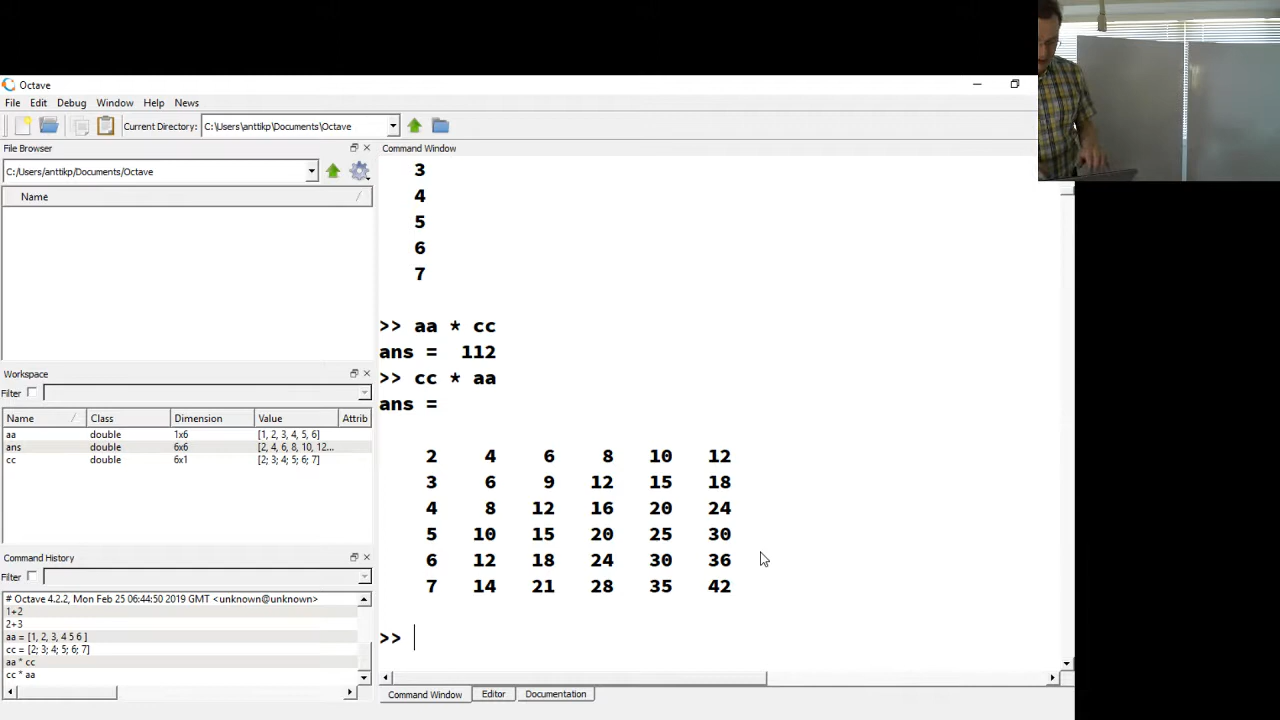 Octave
File Edit Debug Window Help News
Current Directory: C:\Users\anttikp\Documents\Octave
File Browser
C:/Users/anttikp/Documents/Octave
Name
Workspace
Filter
Name Class Dimension Value Attrib
aa double 1x6 [1, 2, 3, 4, 5, 6]
ans double 6x6 [2, 4, 6, 8, 10, 12...
cc double 6x1 [2; 3; 4; 5; 6; 7]
Command History
Filter
# Octave 4.2.2, Mon Feb 25 06:44:50 2019 GMT <unknown@unknown>
1+2
2+3
aa = [1, 2, 3, 4 5 6 ]
cc = [2; 3; 4; 5; 6; 7]
aa * cc
cc * aa
Command Window
3
4
5
6
7
>> aa * cc
ans = 112
>> cc * aa
ans =
2 4 6 8 10 12
3 6 9 12 15 18
4 8 12 16 20 24
5 10 15 20 25 30
6 12 18 24 30 36
7 14 21 28 35 42
>>
Command Window Editor Documentation